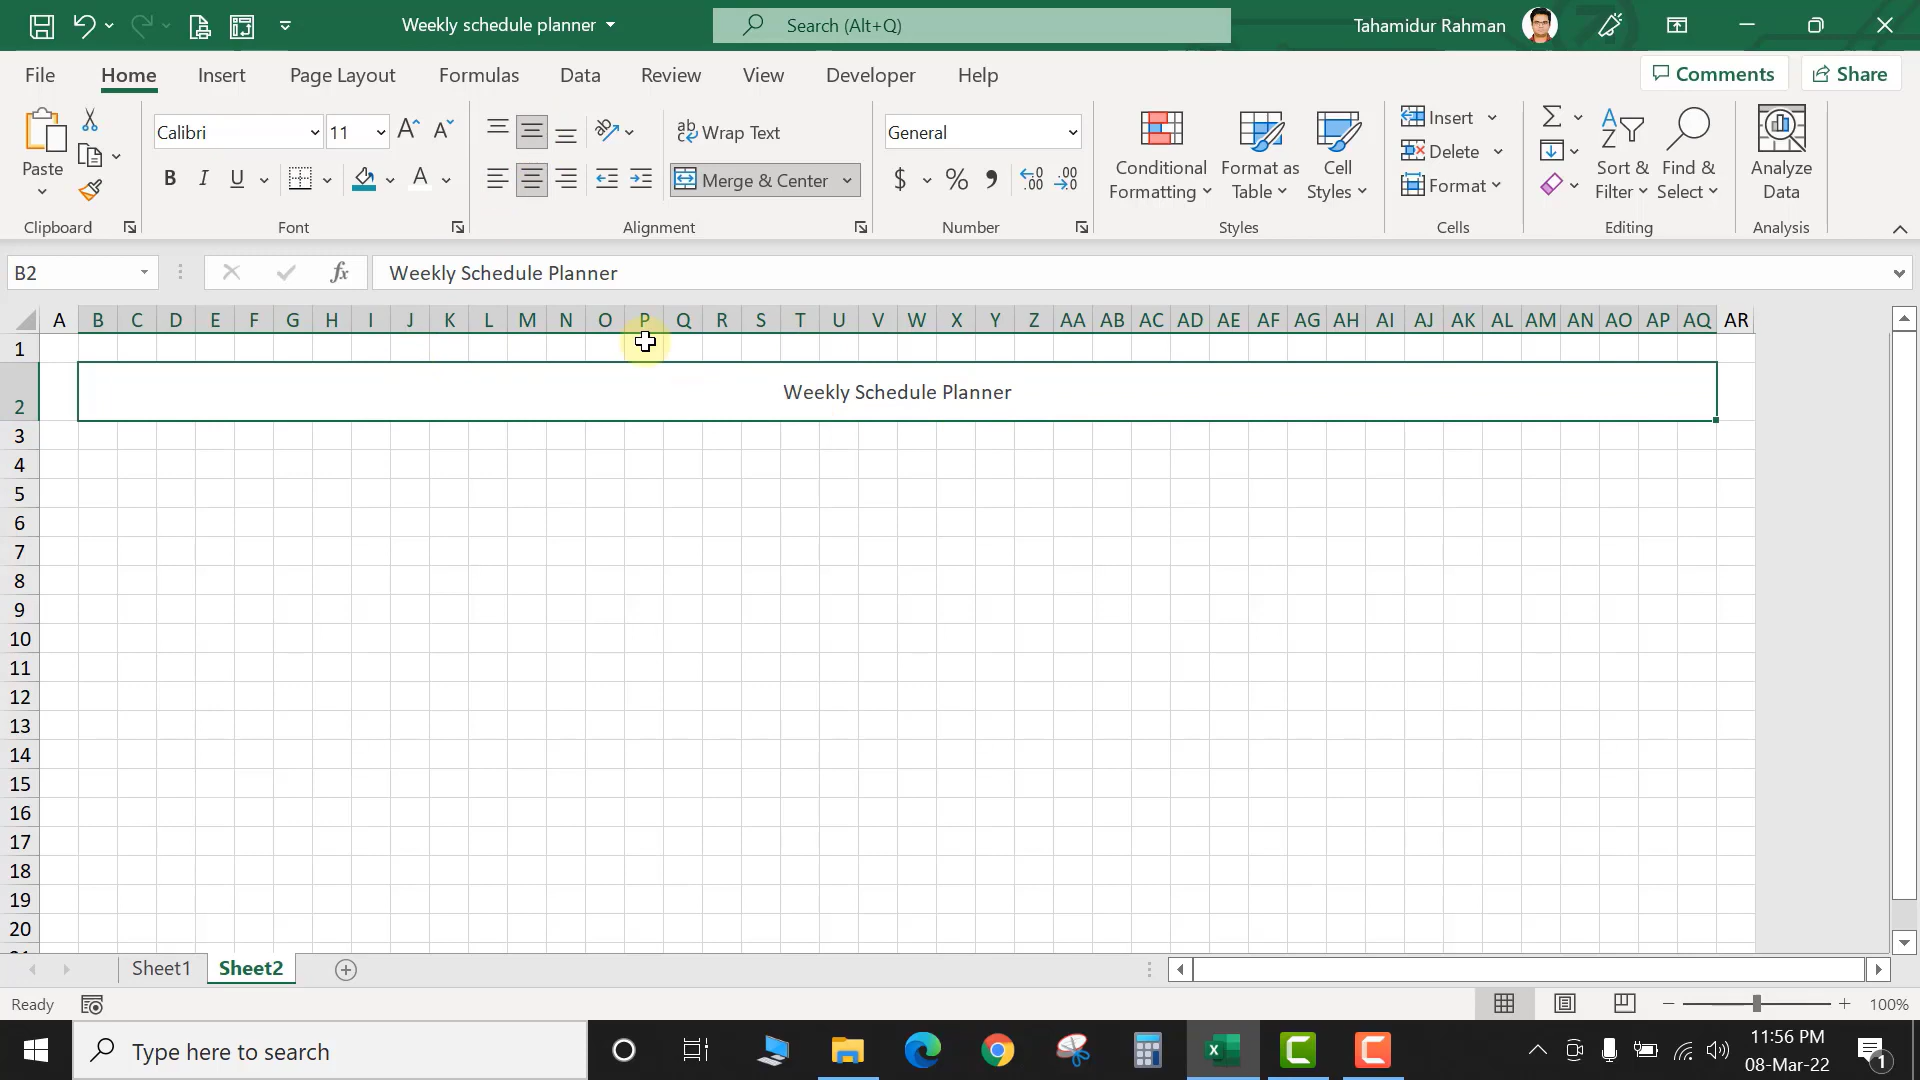 Weekly schedule planner
Search (Alt+Q)
Tahamidur Rahman
File Home Insert Page Layout Formulas Data Review View Developer Help
Comments Share
Paste
Clipboard
Calibri 11
B I U A
Font
ab Wrap Text
Merge & Center
Alignment
General
$ % 9 .00 .00
Number
Conditional Formatting
Format as Table
Cell Styles
Styles
Insert
Delete
Format
Cells
Sort & Filter
Find & Select
Editing
Analyze Data
Analysis
B2 fx Weekly Schedule Planner
A B C D E F G H I J K L M N O P Q R S T U V W X Y Z AA AB AC AD AE AF AG AH AI AJ AK AL AM AN AO AP AQ AR
1
2 Weekly Schedule Planner
3
4
5
6
7
8
9
10
11
12
13
14
15
16
17
18
19
20
Sheet1 Sheet2
Ready 100%
Type here to search
11:56 PM
08-Mar-22
1